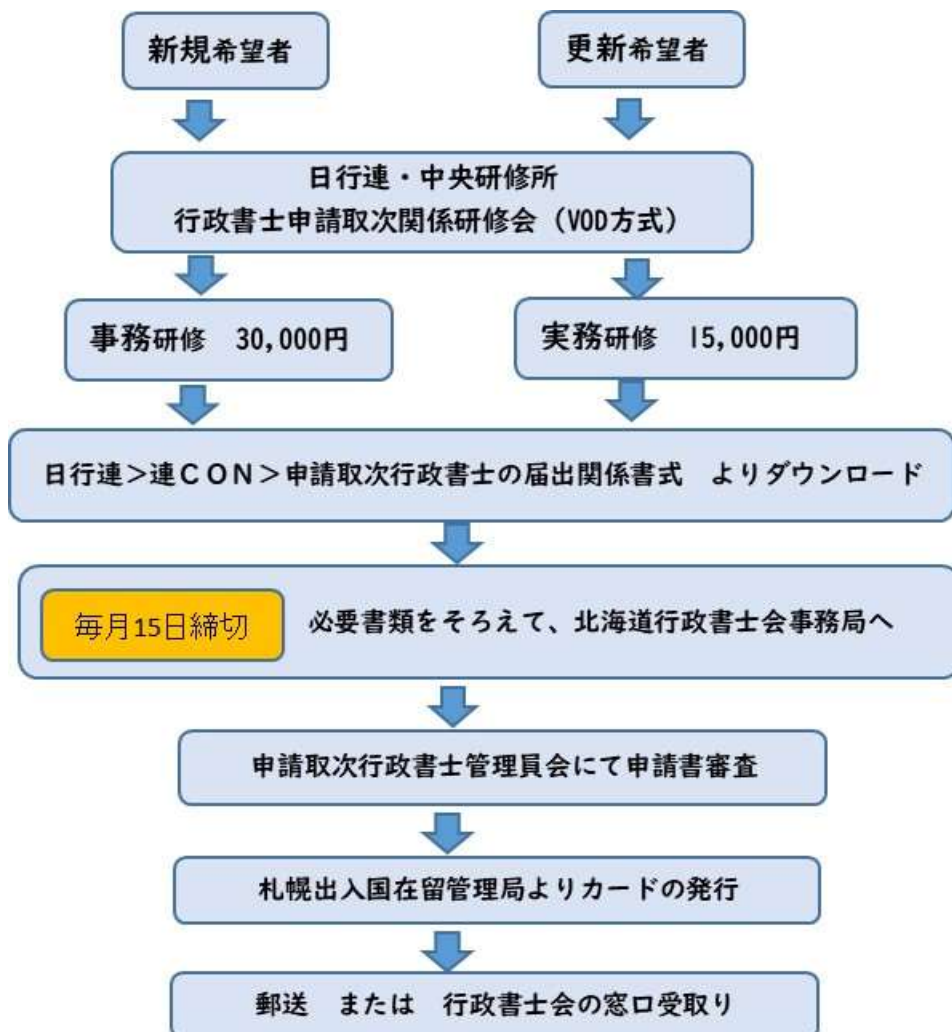 新規希望者
更新希望者
日行連・中央研修所
行政書士申請取次関係研修会（VOD方式）
事務研修　30,000円
実務研修　15,000円
日行連＞連ＣＯＮ＞申請取次行政書士の届出関係書式　よりダウンロード
毎月15日締切
必要書類をそろえて、北海道行政書士会事務局へ
申請取次行政書士管理員会にて申請書審査
札幌出入国在留管理局よりカードの発行
郵送　または　行政書士会の窓口受取り